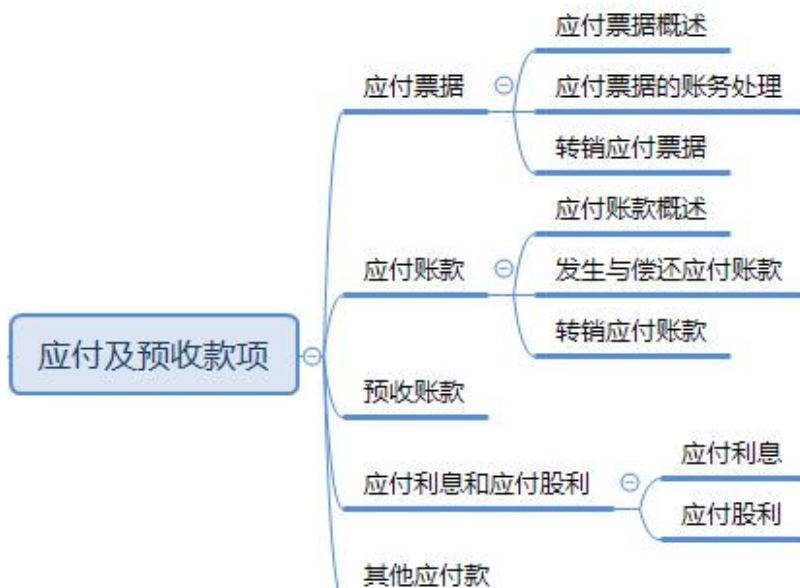 应付及预收款项
应付票据
应付票据概述
应付票据的账务处理
转销应付票据
应付账款
应付账款概述
发生与偿还应付账款
转销应付账款
预收账款
应付利息和应付股利
应付利息
应付股利
其他应付款